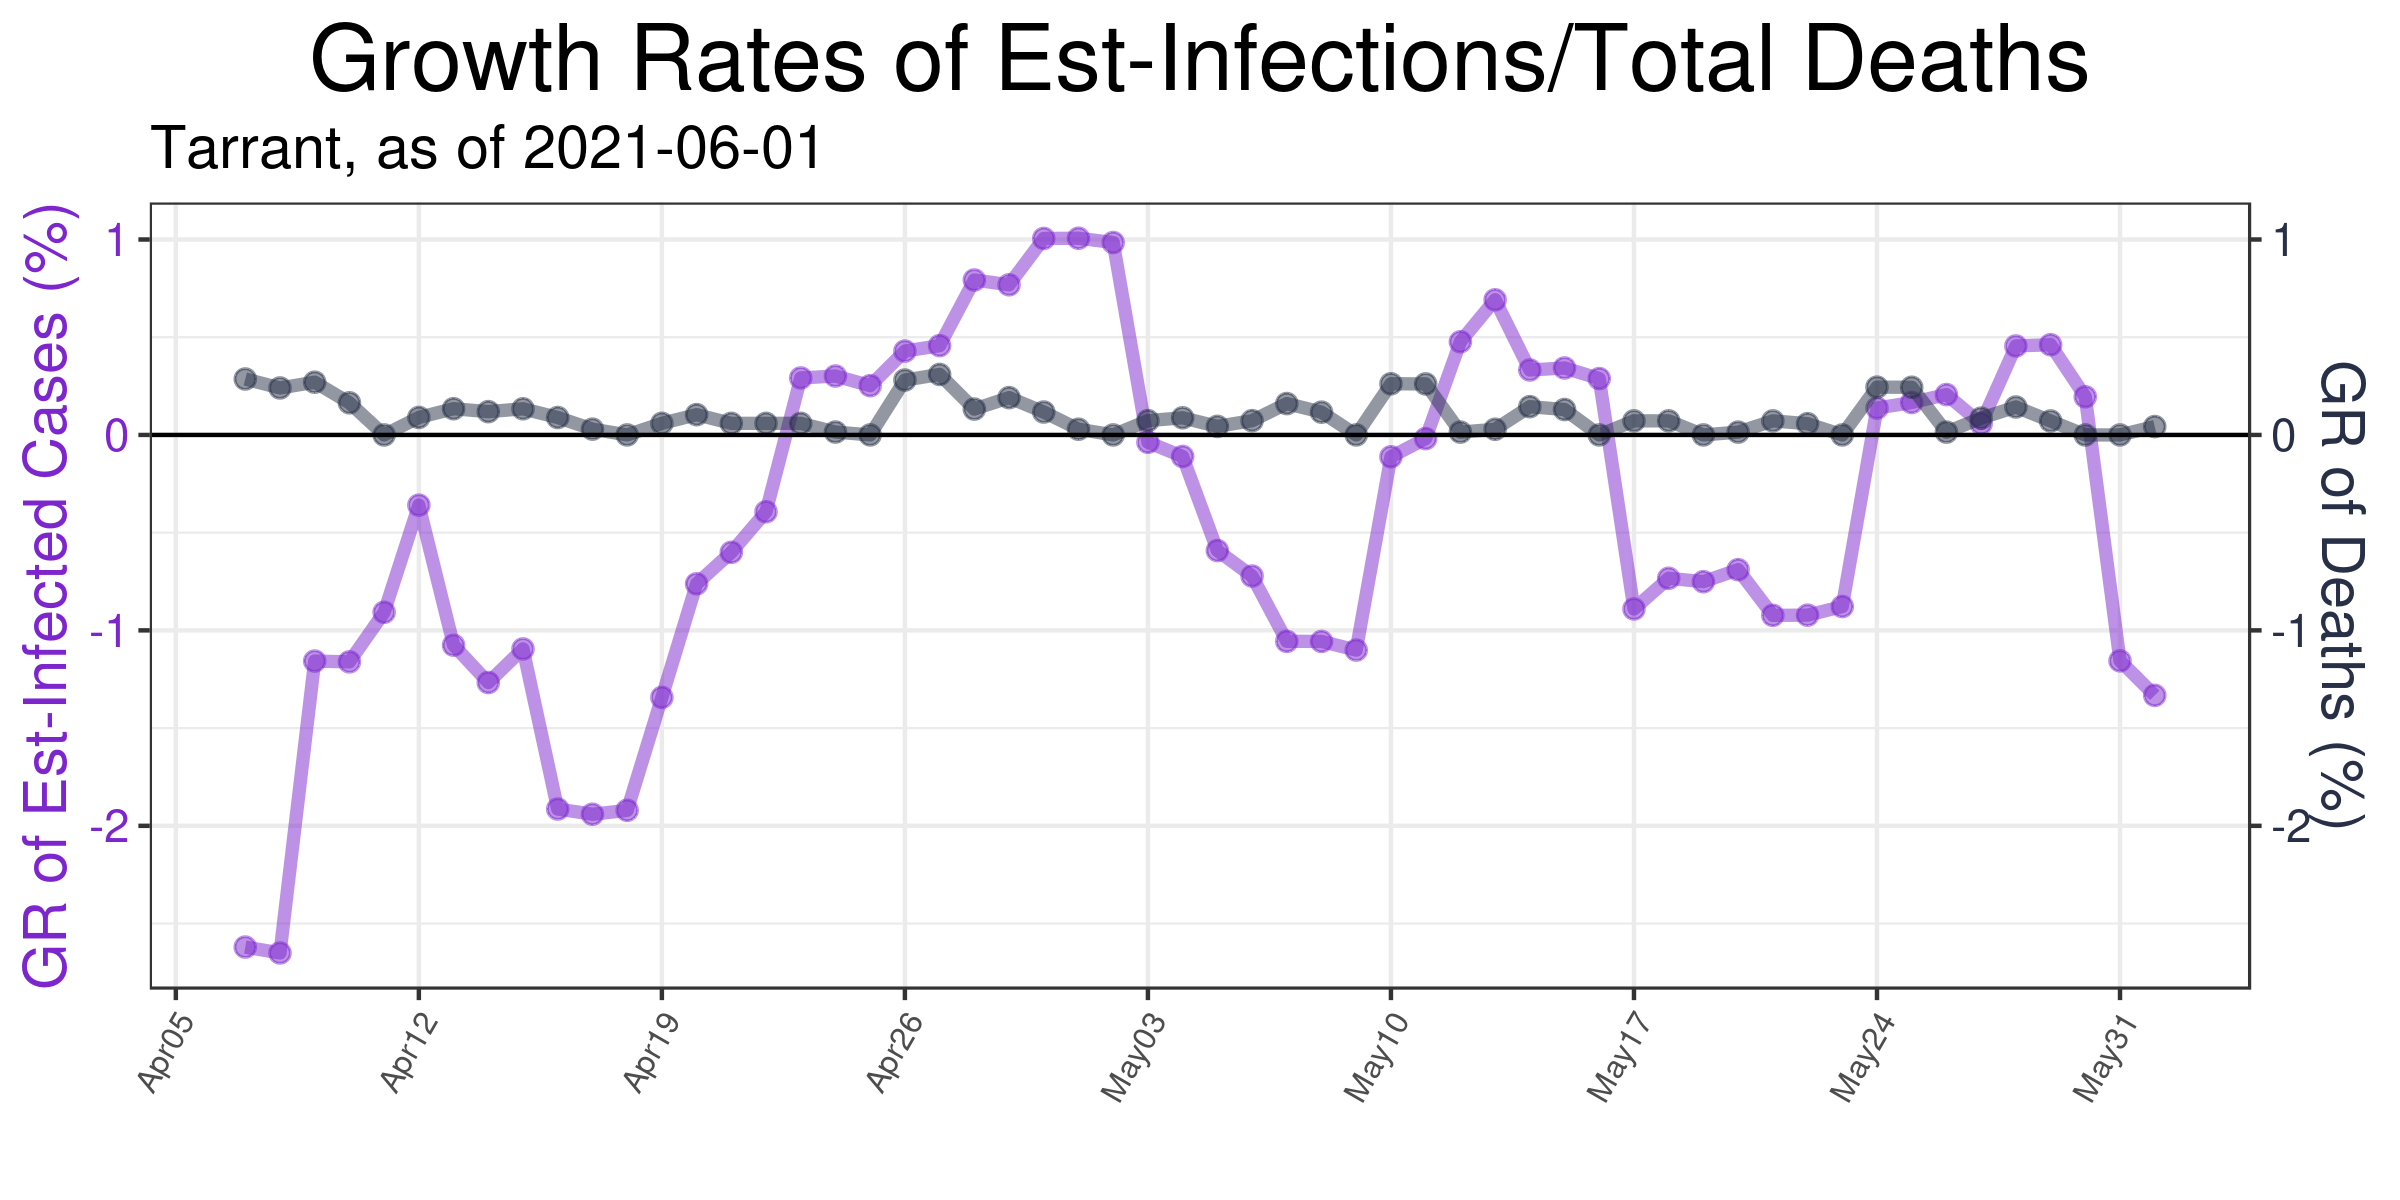 Growth Rates of Est-Infections/Total Deaths
Tarrant, as of 2021-06-01
GR of Est-Infected Cases (%)
1
0
-1
-2
1
0
-1
-2
GR of Deaths (%)
Apr05
Apr12
Apr19
Apr26
May03
May10
May17
May24
May31